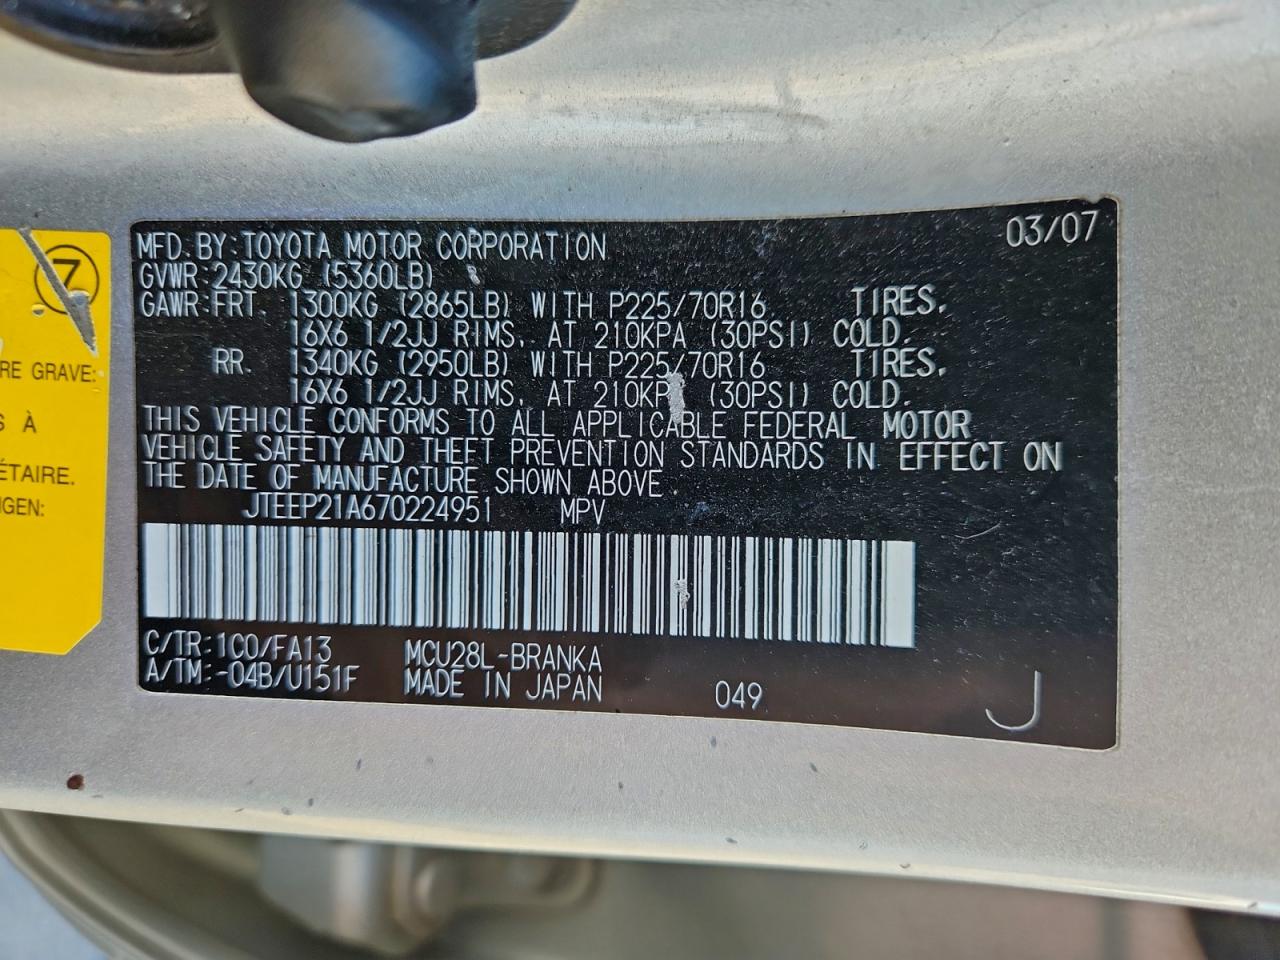 03/07
MFD. BY: TOYOTA MOTOR CORPORATION
GVWR: 2430KG (5360LB)
GAWR: FRT. 1300KG (2865LB) WITH P225/70R16 TIRES,
16X6 1/2JJ RIMS, AT 210KPA (30PSI) COLD.
RR. 1340KG (2950LB) WITH P225/70R16 TIRES,
16X6 1/2JJ RIMS, AT 210KPA (30PSI) COLD.
THIS VEHICLE CONFORMS TO ALL APPLICABLE FEDERAL MOTOR
VEHICLE SAFETY AND THEFT PREVENTION STANDARDS IN EFFECT ON
THE DATE OF MANUFACTURE SHOWN ABOVE.
JTEEP21A670224951 MPV
C/TR: 1C0/FA13 MCU28L-BRANKA
A/TM: -04B/U151F MADE IN JAPAN 049
J
7
RE GRAVE:
S À
ÉTAIRE.
GEN: